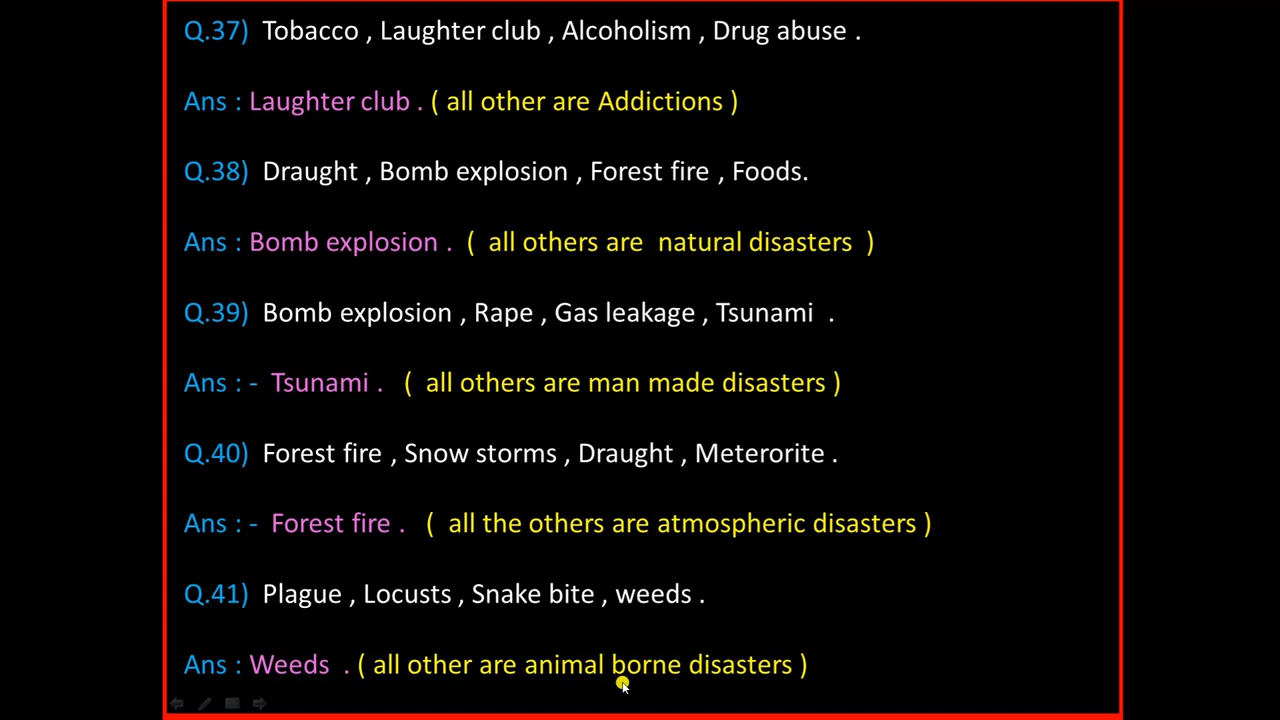 Q.37) Tobacco , Laughter club , Alcoholism , Drug abuse .
Ans : Laughter club . ( all other are Addictions )
Q.38) Draught , Bomb explosion , Forest fire , Foods.
Ans : Bomb explosion . ( all others are natural disasters )
Q.39) Bomb explosion , Rape , Gas leakage , Tsunami .
Ans : - Tsunami . ( all others are man made disasters )
Q.40) Forest fire , Snow storms , Draught , Meterorite .
Ans : - Forest fire . ( all the others are atmospheric disasters )
Q.41) Plague , Locusts , Snake bite , weeds .
Ans : Weeds . ( all other are animal borne disasters )